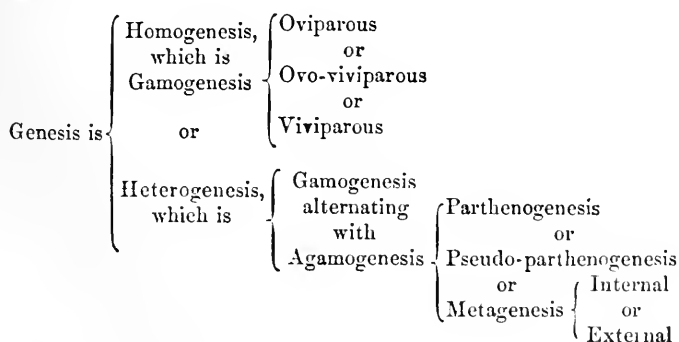 Genesis is
Homogenesis,
which is
Gamogenesis
Oviparous
or
Ovo-viviparous
or
Viviparous
or
Heterogenesis,
which is
Gamogenesis
alternating
with
Agamogenesis
Parthenogenesis
or
Pseudo-parthenogenesis
or
Metagenesis
Internal
or
External